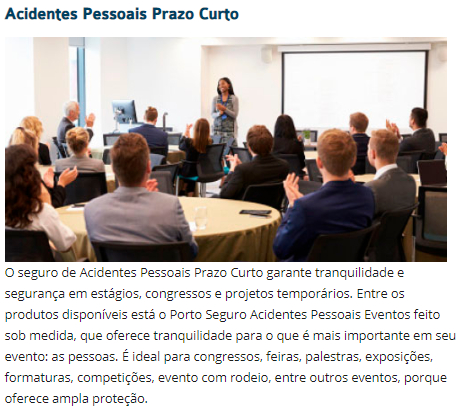 Acidentes Pessoais Prazo Curto
O seguro de Acidentes Pessoais Prazo Curto garante tranquilidade e
segurança em estágios, congressos e projetos temporários. Entre os
produtos disponíveis está o Porto Seguro Acidentes Pessoais Eventos feito
sob medida, que oferece tranquilidade para o que é mais importante em seu
evento: as pessoas. É ideal para congressos, feiras, palestras, exposições,
formaturas, competições, evento com rodeio, entre outros eventos, porque
oferece ampla proteção.